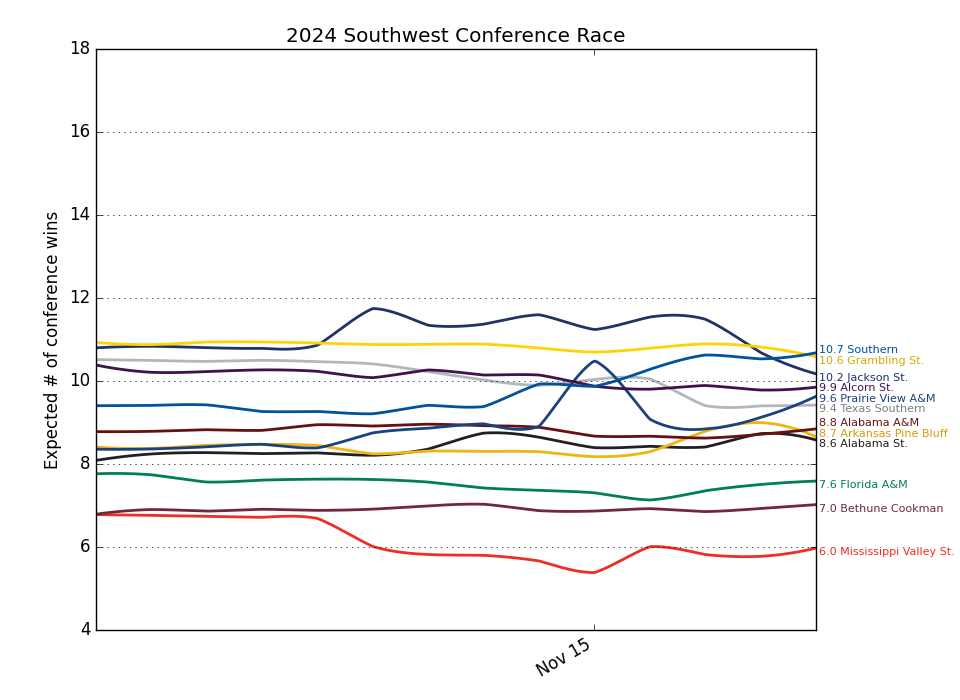 2024 Southwest Conference Race
Expected # of conference wins
18
16
14
12
10
8
6
4
Nov 15
10.7 Southern
10.6 Grambling St.
10.2 Jackson St.
9.9 Alcorn St.
9.6 Prairie View A&M
9.4 Texas Southern
8.8 Alabama A&M
8.7 Arkansas Pine Bluff
8.6 Alabama St.
7.6 Florida A&M
7.0 Bethune Cookman
6.0 Mississippi Valley St.